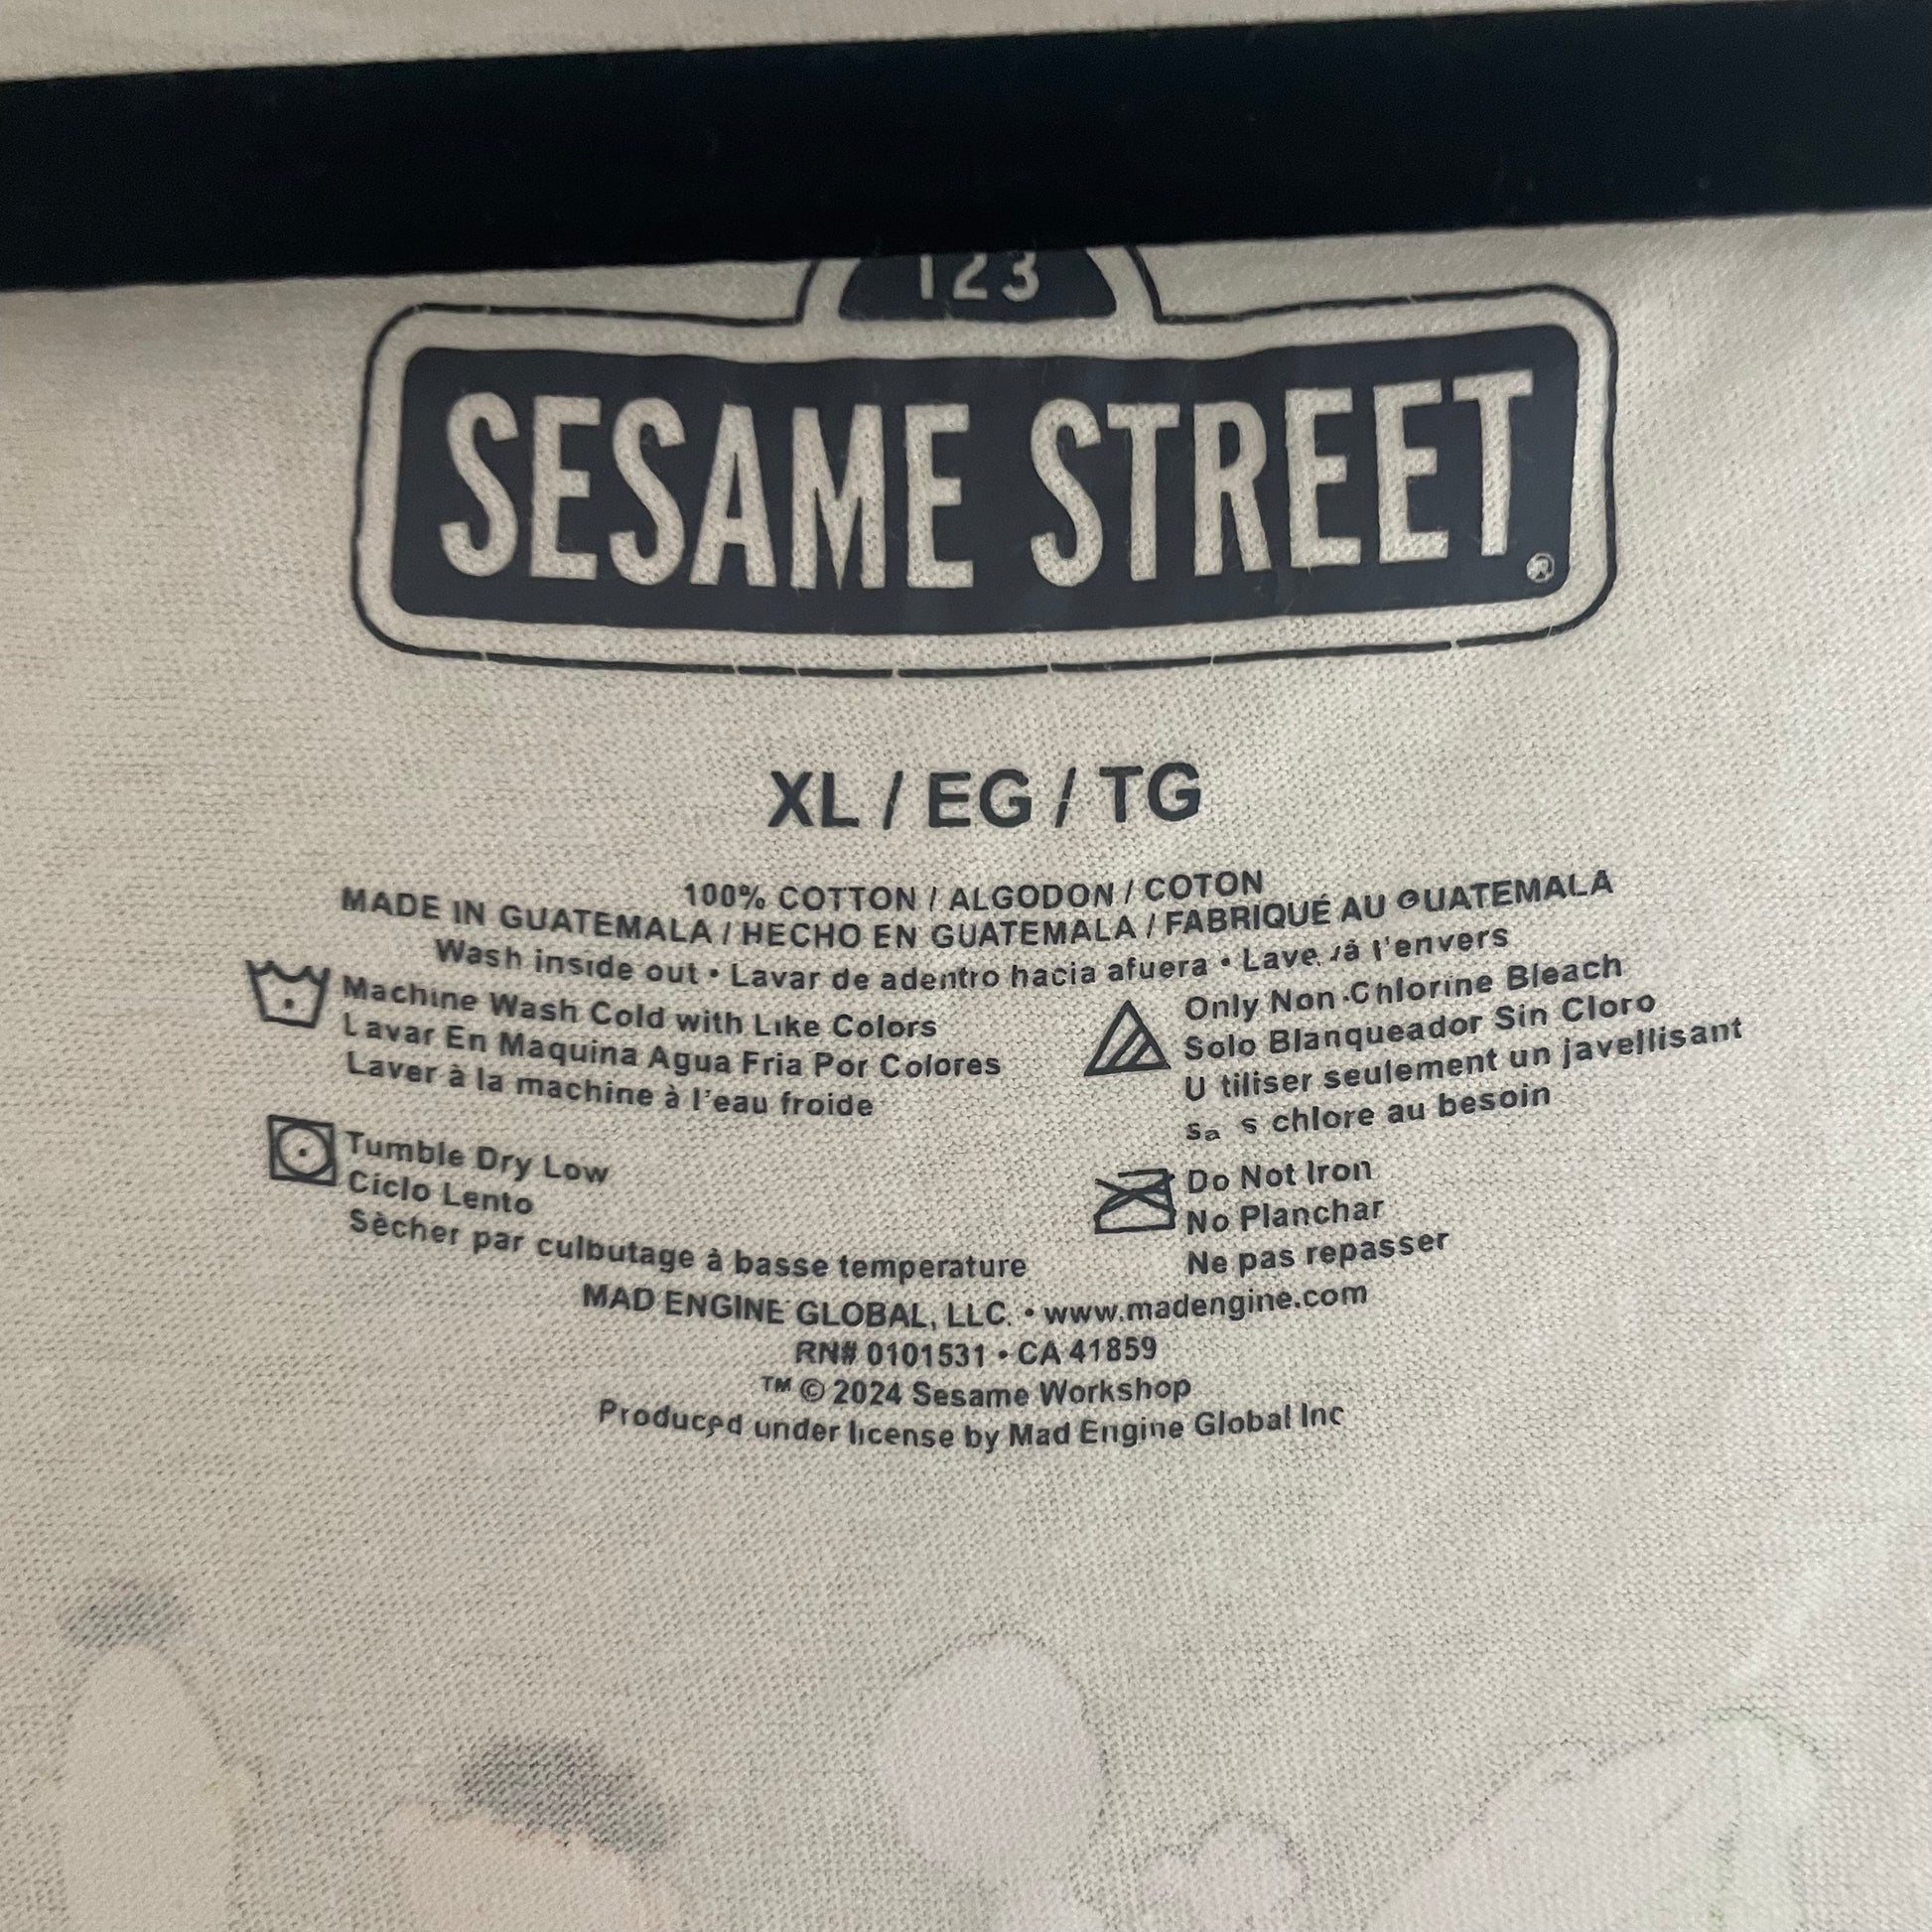 123
SESAME STREET®
XL / EG / TG
100% COTTON / ALGODON / COTON
MADE IN GUATEMALA / HECHO EN GUATEMALA / FABRIQUÉ AU GUATEMALA
Wash inside out • Lavar de adentro hacia afuera • Lave à l'envers
Machine Wash Cold with Like Colors
Lavar En Maquina Agua Fria Por Colores
Laver à la machine à l'eau froide
Only Non-Chlorine Bleach
Solo Blanqueador Sin Cloro
Utiliser seulement un javellisant
sa s chlore au besoin
Tumble Dry Low
Ciclo Lento
Sècher par culbutage à basse temperature
Do Not Iron
No Planchar
Ne pas repasser
MAD ENGINE GLOBAL, LLC. • www.madengine.com
RN# 0101531 • CA 41859
™ © 2024 Sesame Workshop
Produced under license by Mad Engine Global Inc